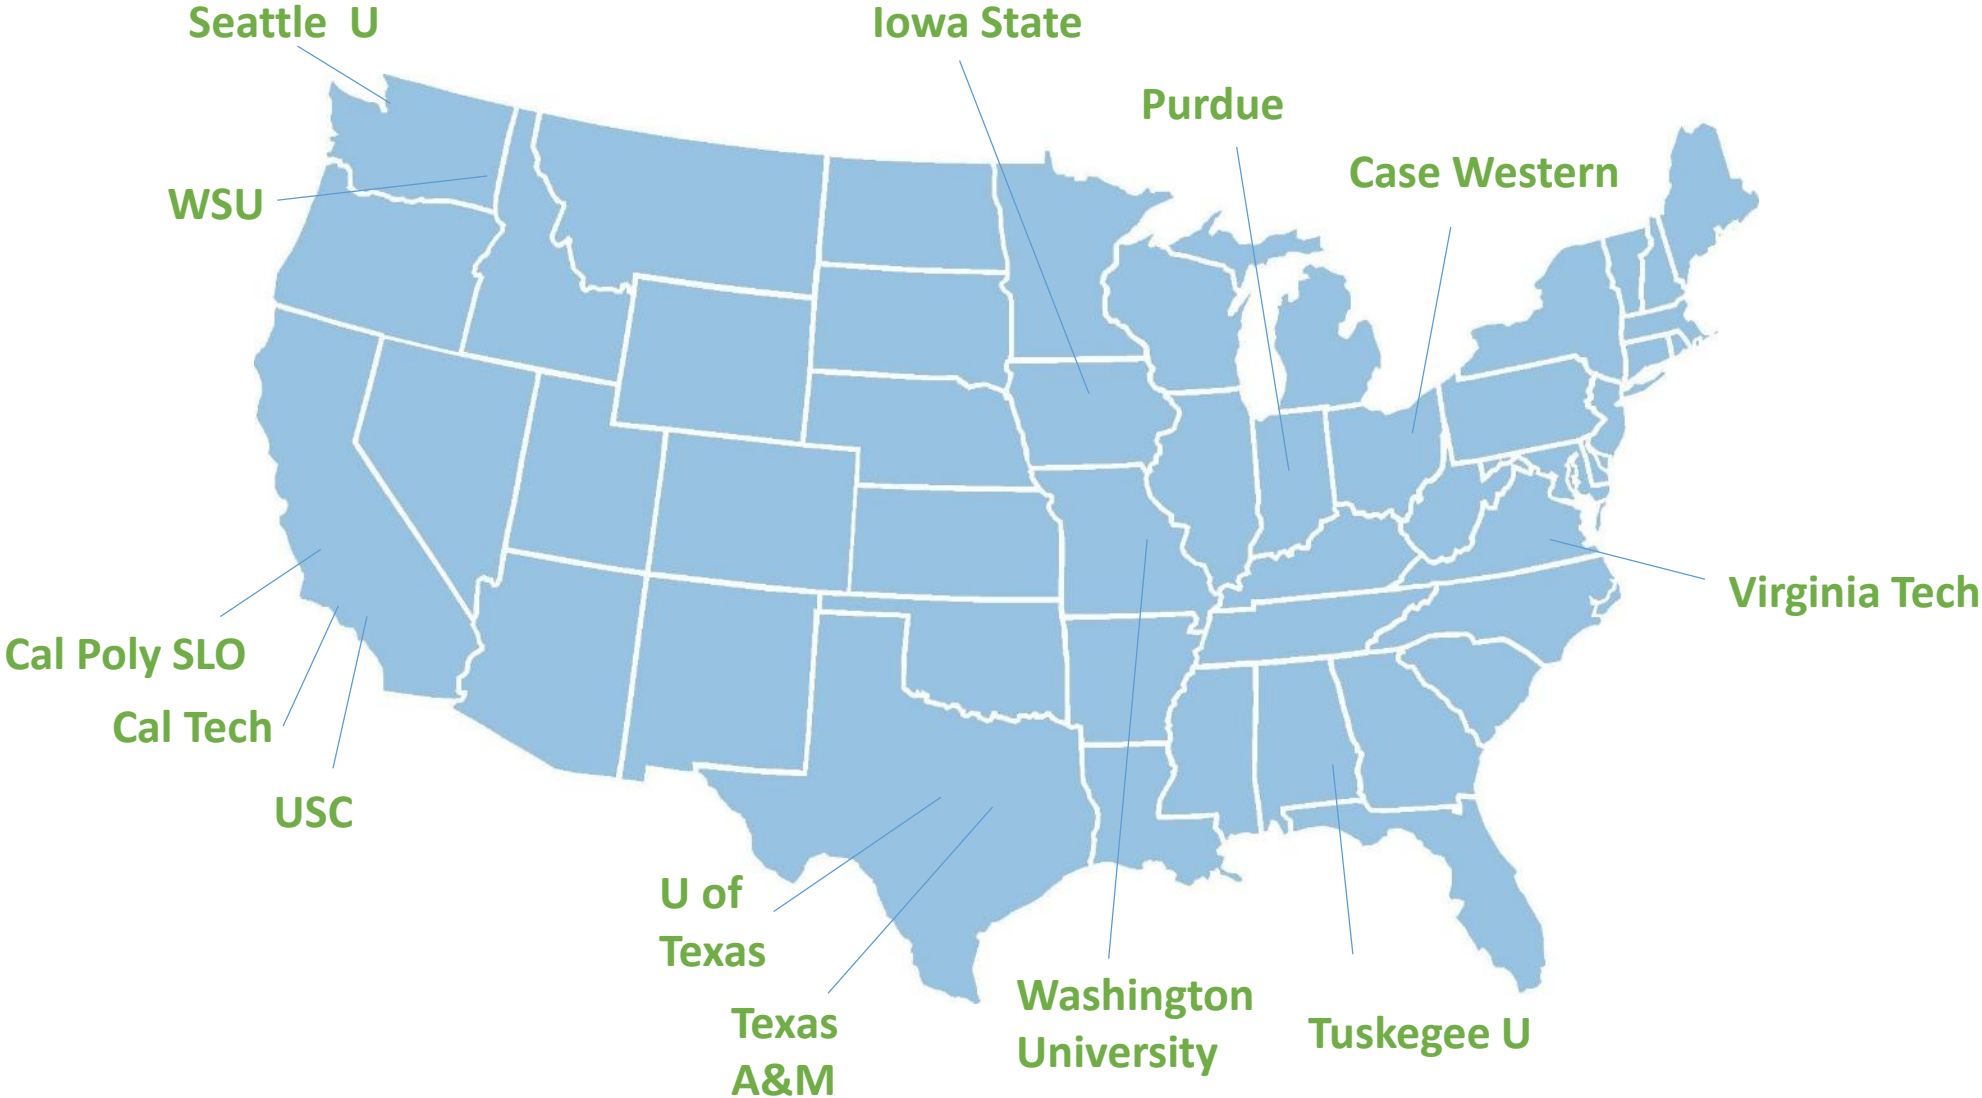 Seattle  U
Iowa State
Purdue
Case Western
WSU
Virginia Tech
Cal Poly SLO
Cal Tech
USC
U of
Texas
Texas
A&M
Washington
University
Tuskegee U